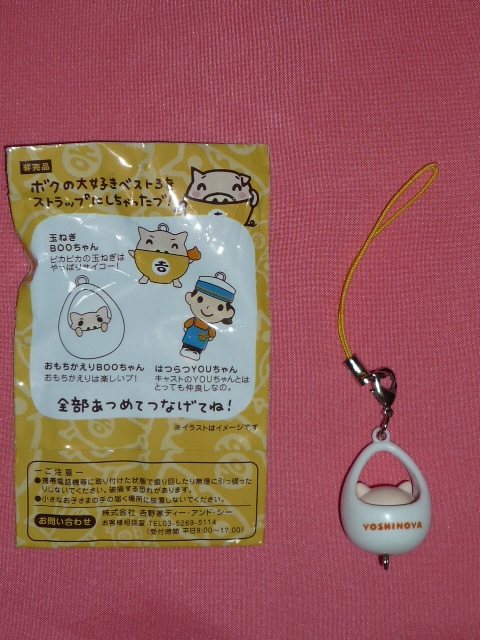 非売品
ボクの大好きベスト3を
ストラップにしちゃったブ!
玉ねぎ
BOOちゃん
ピカピカの玉ねぎは
やっぱりサイコー!
吉
おもちかえりBOOちゃん
おもちかえりは楽しいブ!
はつらつYOUちゃん
キャストのYOUちゃんとは
とっても仲良しなの。
全部あつめてつなげてね!
※イラストはイメージです
ーご注意ー
●携帯電話機等に取り付けた状態で振り回したり無理に引っ張った
りしないでください。破損する恐れがあります。
●小さなお子さまの手の届く場所に放置しないでください。
お問い合わせ
株式会社 吉野家ディー・アンド・シー
お客様相談室 TEL03-5269-5114
(受付時間 平日9:00~17:00)
YOSHINOYA